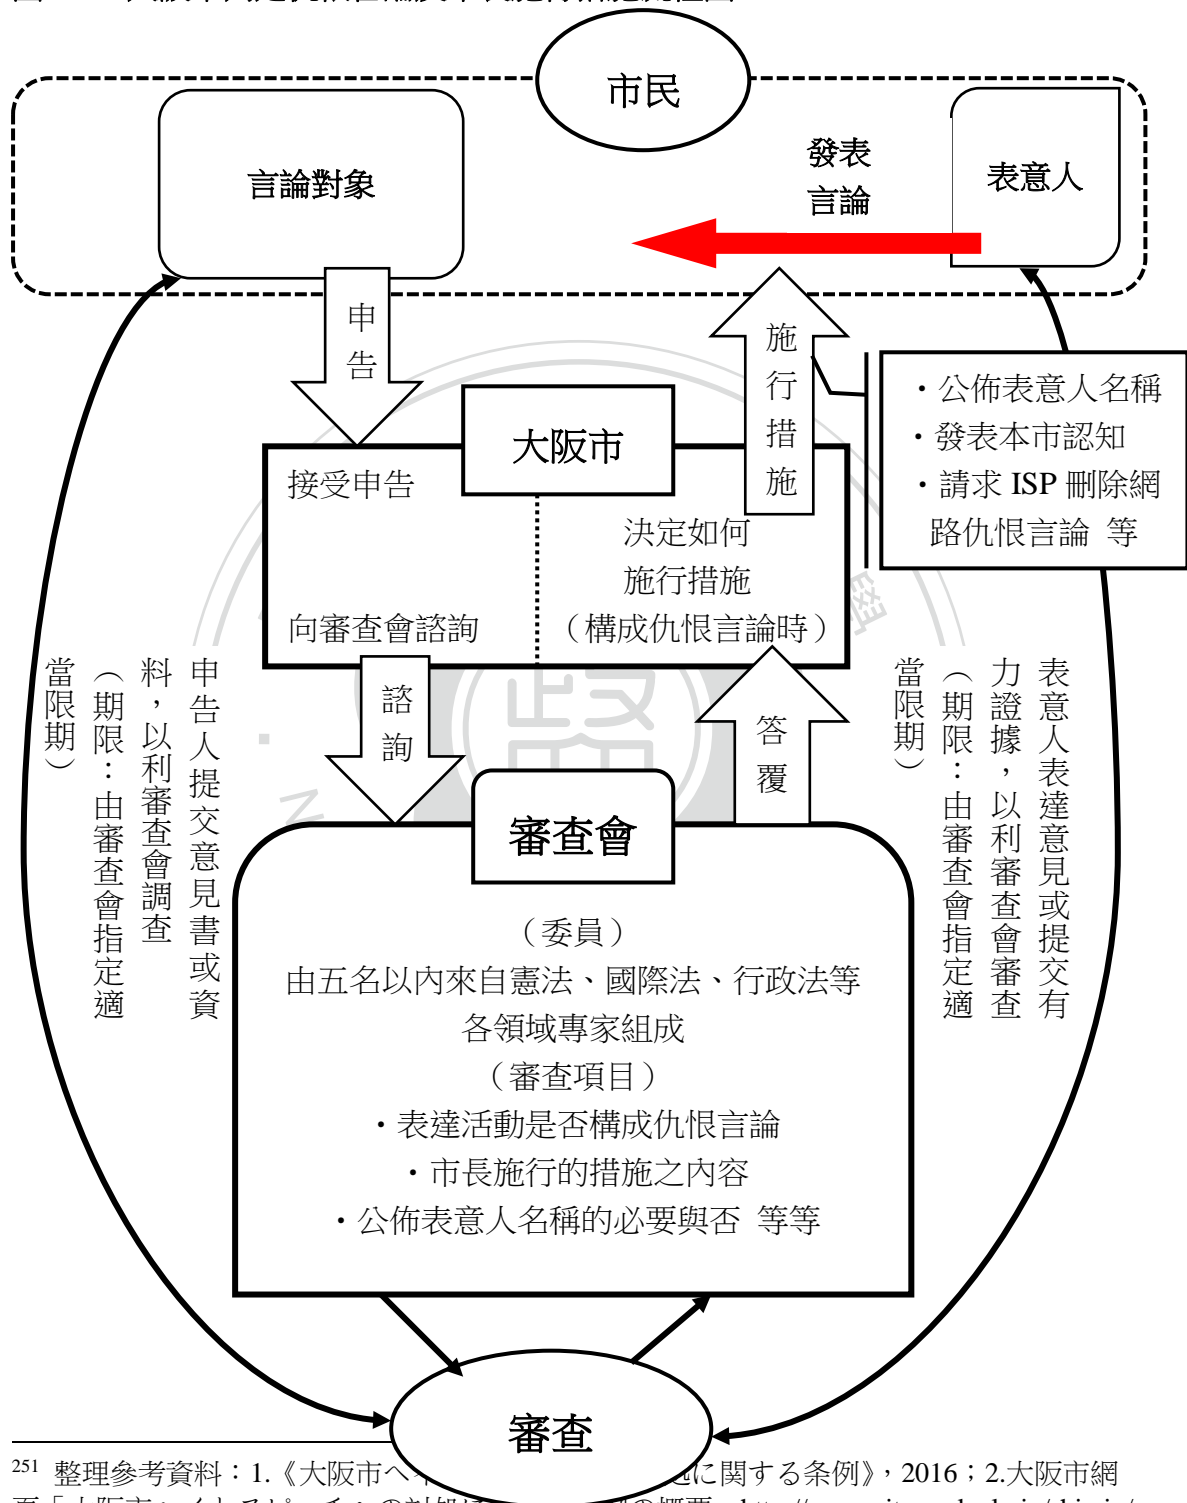 市民
言論對象
發表
言論
表意人
申告
施行措施
・公佈表意人名稱
・發表本市認知
・請求 ISP 刪除網
路仇恨言論 等
大阪市
接受申告
向審查會諮詢
決定如何
施行措施
（構成仇恨言論時）
申告人提交意見書或資
料，以利審查會調查
（期限：由審查會指定適
當限期）
諮詢
答覆
表意人表達意見或提交有
力證據，以利審查會審查
（期限：由審查會指定適
當限期）
審查會
（委員）
由五名以內來自憲法、國際法、行政法等
各領域專家組成
（審查項目）
・表達活動是否構成仇恨言論
・市長施行的措施之內容
・公佈表意人名稱的必要與否 等等
審查
251 整理參考資料：1.《大阪市ヘイ に関する条例》，2016；2.大阪市網